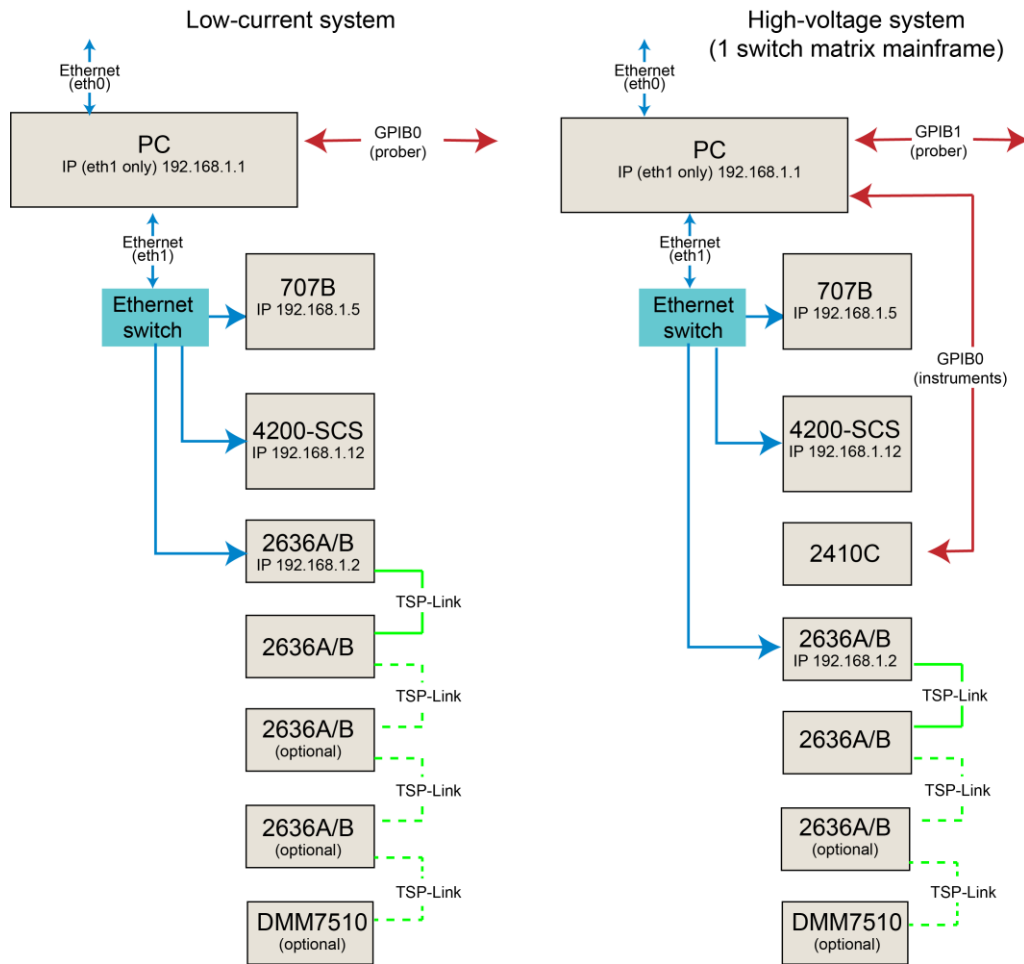 Low-current system
Ethernet
(eth0)
PC
IP (eth1 only) 192.168.1.1
GPIB0
(prober)
Ethernet
(eth1)
Ethernet
switch
707B
IP 192.168.1.5
4200-SCS
IP 192.168.1.12
2636A/B
IP 192.168.1.2
TSP-Link
2636A/B
TSP-Link
2636A/B
(optional)
TSP-Link
2636A/B
(optional)
TSP-Link
DMM7510
(optional)
High-voltage system
(1 switch matrix mainframe)
Ethernet
(eth0)
PC
IP (eth1 only) 192.168.1.1
GPIB1
(prober)
Ethernet
(eth1)
Ethernet
switch
707B
IP 192.168.1.5
GPIB0
(instruments)
4200-SCS
IP 192.168.1.12
2410C
2636A/B
IP 192.168.1.2
TSP-Link
2636A/B
TSP-Link
2636A/B
(optional)
TSP-Link
DMM7510
(optional)